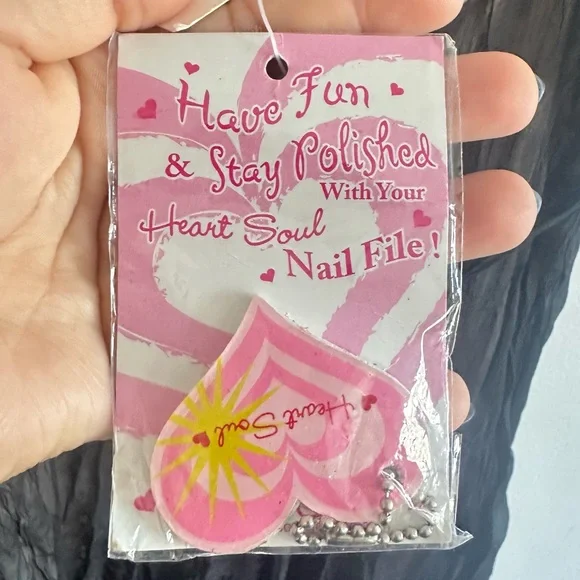 Have Fun
& Stay Polished
With Your
Heart Soul
Nail File!
Heart Soul